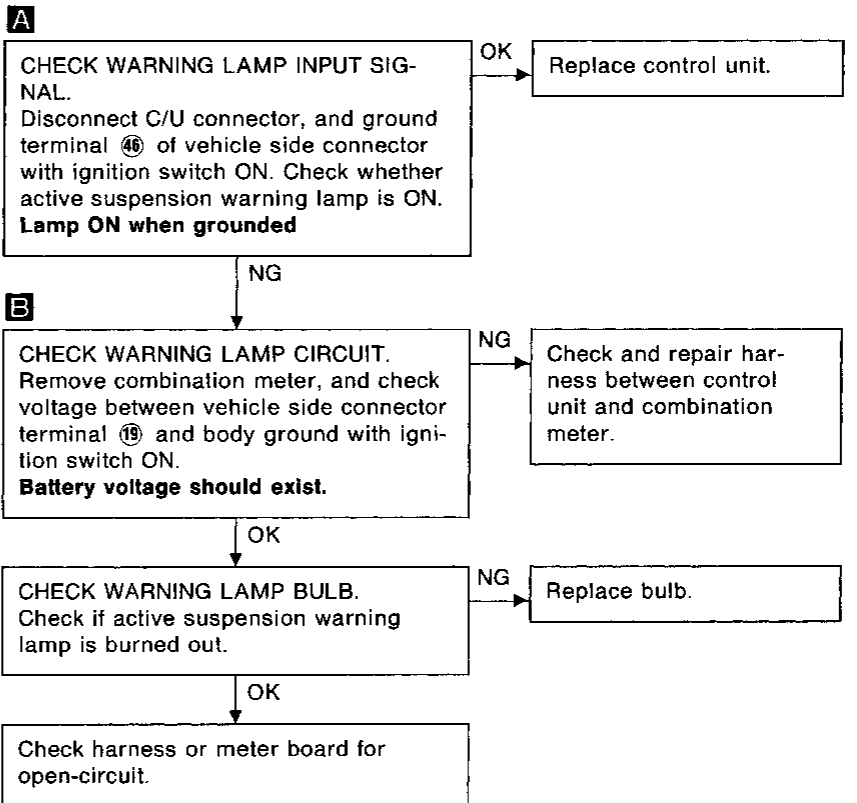 A
CHECK WARNING LAMP INPUT SIG-
NAL.
Disconnect C/U connector, and ground
terminal ㊻ of vehicle side connector
with ignition switch ON. Check whether
active suspension warning lamp is ON.
Lamp ON when grounded
OK
Replace control unit.
NG
B
CHECK WARNING LAMP CIRCUIT.
Remove combination meter, and check
voltage between vehicle side connector
terminal ⑲ and body ground with igni-
tion switch ON.
Battery voltage should exist.
NG
Check and repair har-
ness between control
unit and combination
meter.
OK
CHECK WARNING LAMP BULB.
Check if active suspension warning
lamp is burned out.
NG
Replace bulb.
OK
Check harness or meter board for
open-circuit.